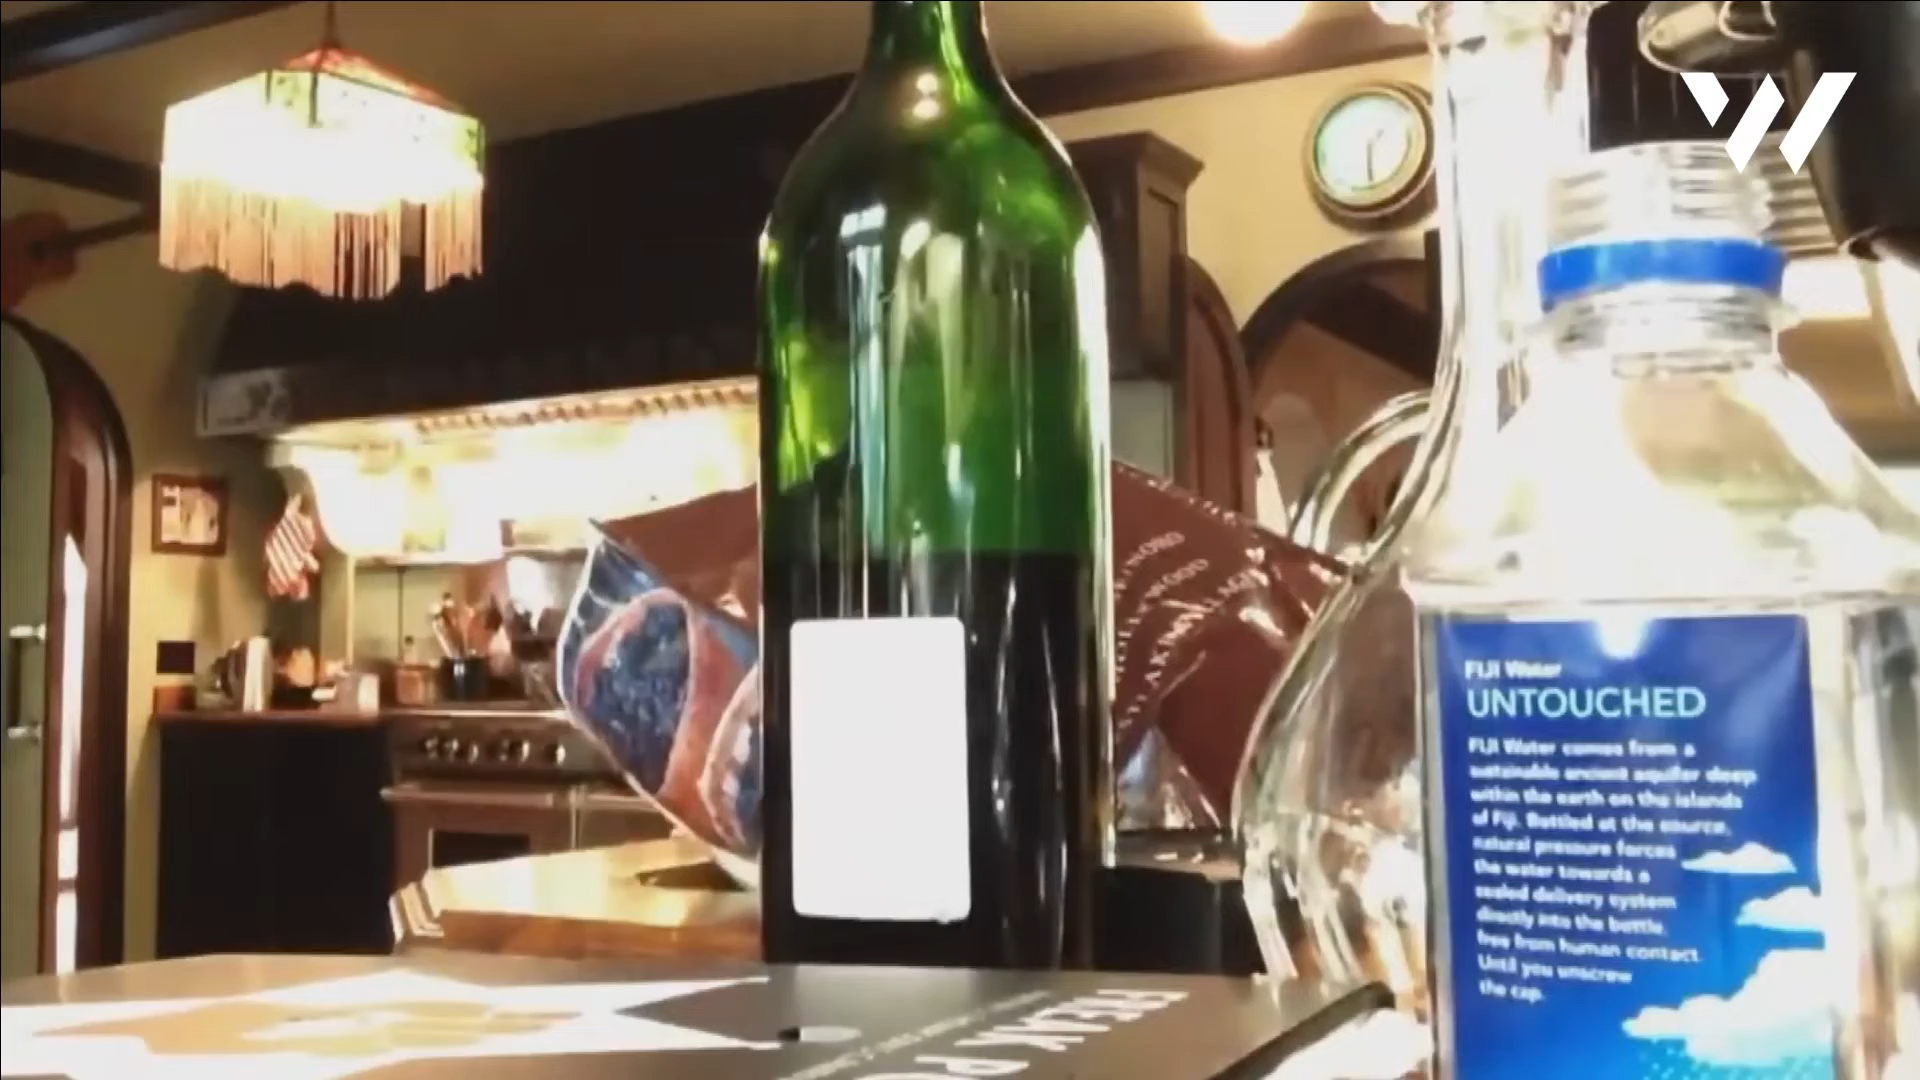 FIJI Water
UNTOUCHED
FIJI Water comes from a
sustainable ancient aquifer deep
within the earth on the islands
of Fiji. Bottled at the source,
natural pressure forces
the water towards a
sealed delivery system
directly into the bottle,
free from human contact.
Until you unscrew
the cap.